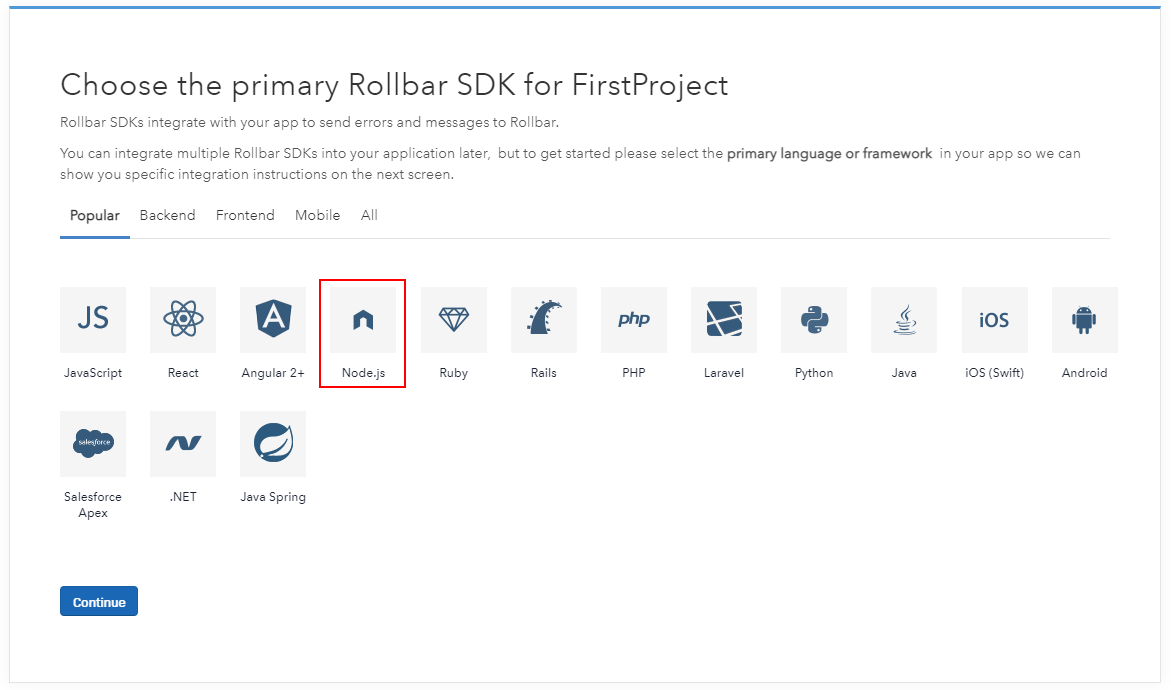 Choose the primary Rollbar SDK for FirstProject
Rollbar SDKs integrate with your app to send errors and messages to Rollbar.
You can integrate multiple Rollbar SDKs into your application later, but to get started please select the primary language or framework in your app so we can
show you specific integration instructions on the next screen.
Popular Backend Frontend Mobile All
JS php iOS
JavaScript React Angular 2+ Node.js Ruby Rails PHP Laravel Python Java iOS (Swift) Android
salesforce
Salesforce .NET Java Spring
Apex
Continue